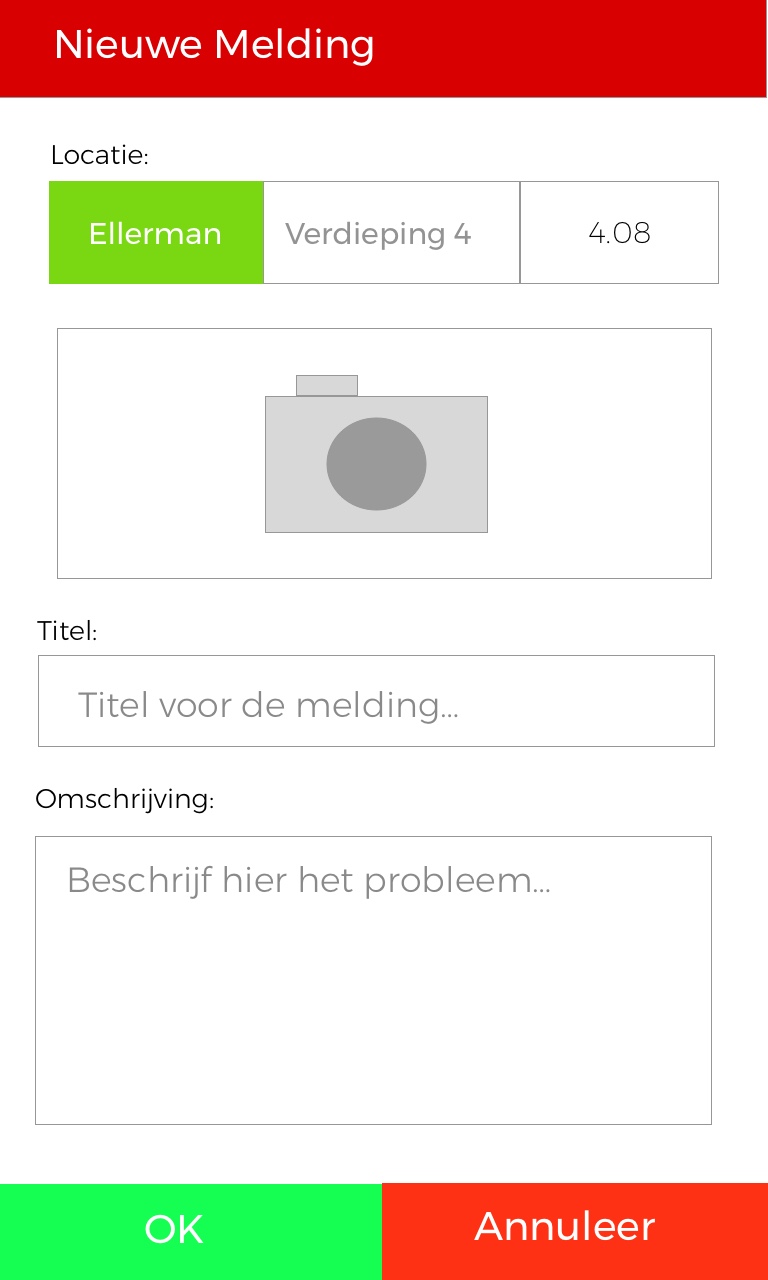 Nieuwe Melding
Locatie:
Ellerman Verdieping 4 4.08
Titel:
Titel voor de melding...
Omschrijving:
Beschrijf hier het probleem...
OK Annuleer